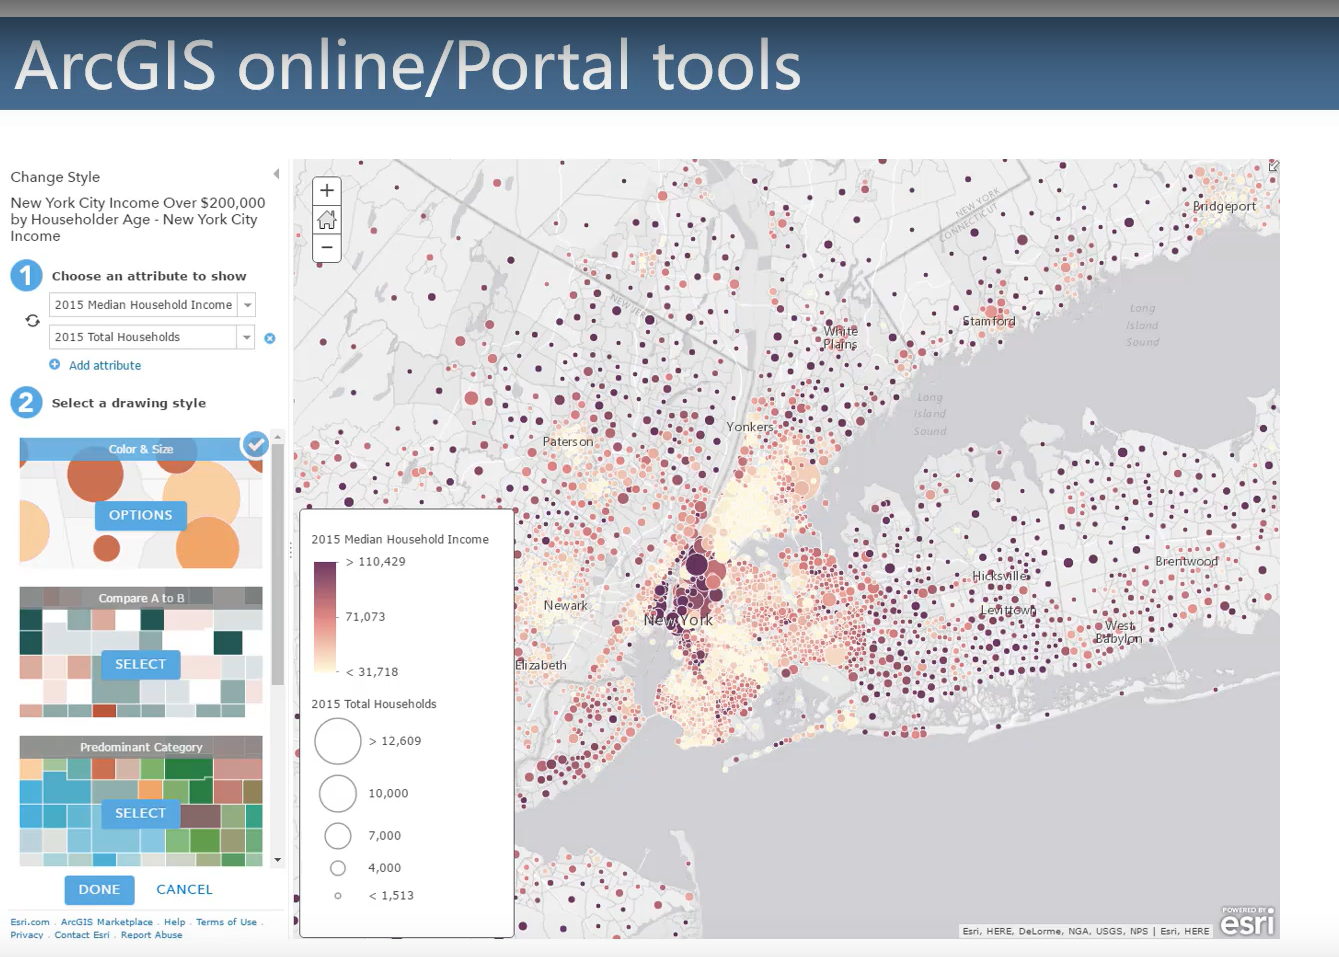 ArcGIS online/Portal tools
Change Style
New York City Income Over $200,000
by Householder Age - New York City
Income
1 Choose an attribute to show
2015 Median Household Income
2015 Total Households
Add attribute
2 Select a drawing style
Color & Size
OPTIONS
Compare A to B
SELECT
Predominant Category
SELECT
DONE CANCEL
Esri.com . ArcGIS Marketplace . Help . Terms of Use .
Privacy . Contact Esri . Report Abuse
+
−
2015 Median Household Income
> 110,429
71,073
< 31,718
2015 Total Households
> 12,609
10,000
7,000
4,000
< 1,513
NEW YORK
CONNECTICUT
Bridgeport
Long
Island
Sound
Stamford
White
Plains
Long
Island
Sound
Yonkers
Paterson
Hicksville
Brentwood
Newark
Levittown
New York
West
Babylon
Elizabeth
POWERED BY
esri
Esri, HERE, DeLorme, NGA, USGS, NPS | Esri, HERE